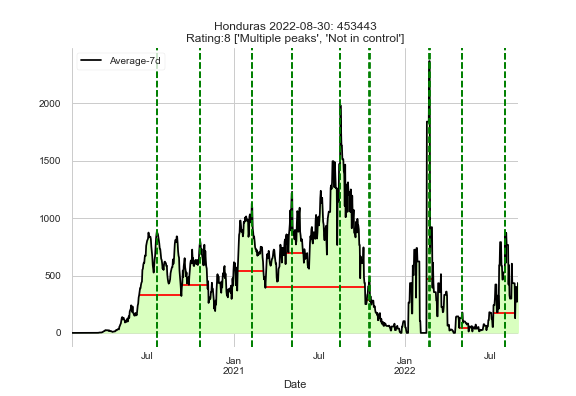 Honduras 2022-08-30: 453443
Rating:8 ['Multiple peaks', 'Not in control']
Average-7d
2000
1500
1000
500
0
Jul
Jan
2021
Jul
Jan
2022
Jul
Date